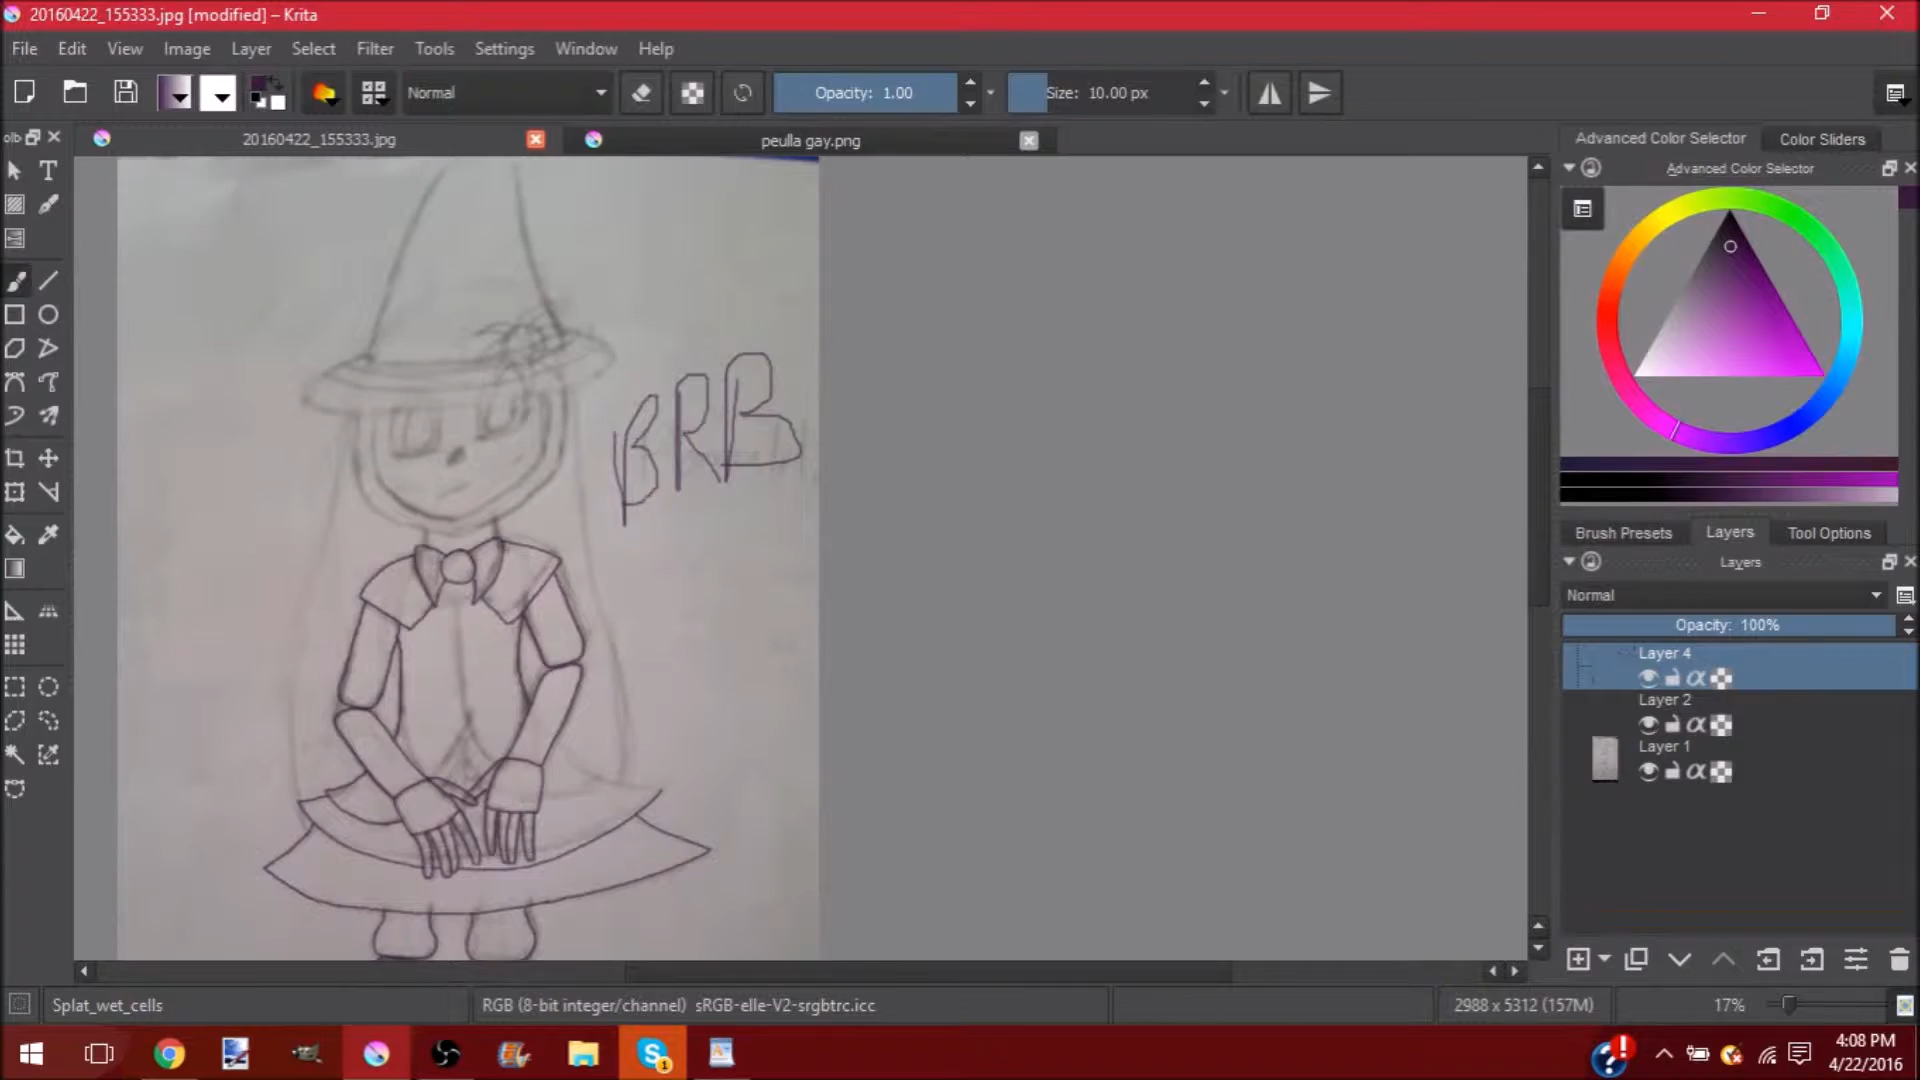 20160422_155333.jpg [modified] – Krita
File Edit View Image Layer Select Filter Tools Settings Window Help
Normal Opacity: 1.00 Size: 10.00 px
20160422_155333.jpg peulla gay.png
Advanced Color Selector Color Sliders
Advanced Color Selector
BRB
Brush Presets Layers Tool Options
Layers
Normal
Opacity: 100%
Layer 4
Layer 2
Layer 1
Splat_wet_cells RGB (8-bit integer/channel) sRGB-elle-V2-srgbtrc.icc 2988 x 5312 (157M) 17%
4:08 PM
4/22/2016